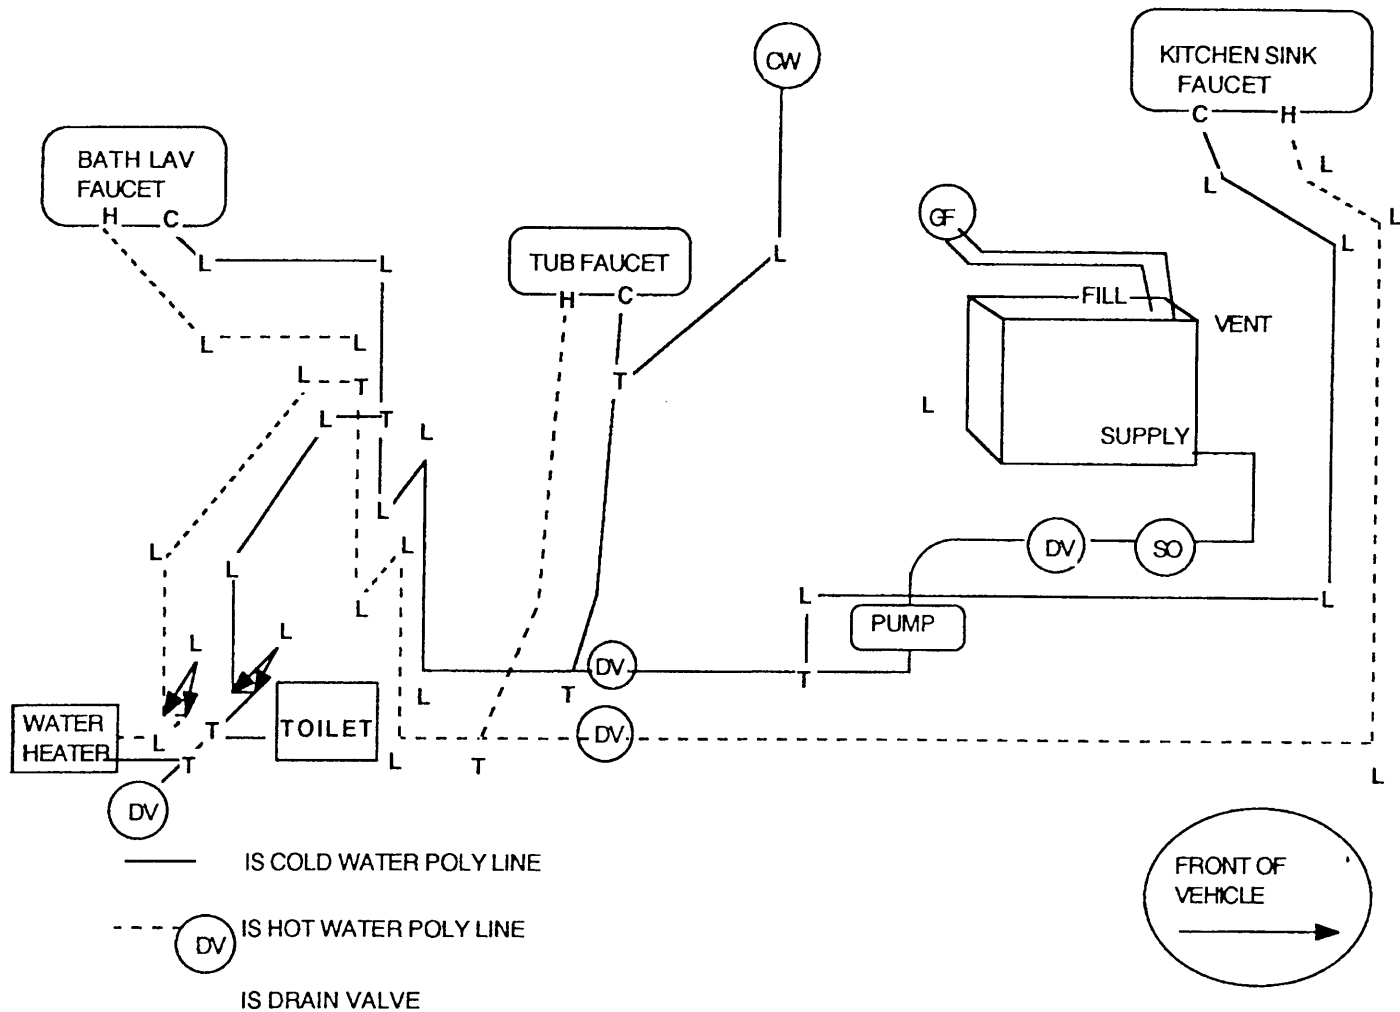 CW
KITCHEN SINK
FAUCET
C H
BATH LAV
FAUCET
H C
L
L
L
L
L
L
GF
TUB FAUCET
H C
L
FILL
VENT
L
L
L T
T
L T
L
L
SUPPLY
L
L
DV SO
L
L
L
L
L
PUMP
L
L
DV
T
L
T
WATER
HEATER
L
T
TOILET
DV
T
L
T
L
DV
IS COLD WATER POLY LINE
FRONT OF
VEHICLE
DV
IS HOT WATER POLY LINE
IS DRAIN VALVE